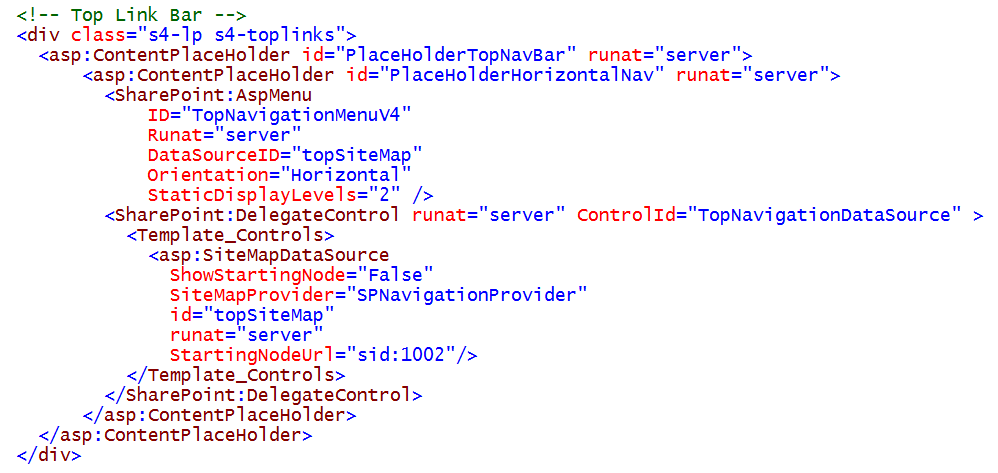 <!-- Top Link Bar -->
<div class="s4-lp s4-toplinks">
  <asp:ContentPlaceHolder id="PlaceHolderTopNavBar" runat="server">
      <asp:ContentPlaceHolder id="PlaceHolderHorizontalNav" runat="server">
        <SharePoint:AspMenu
            ID="TopNavigationMenuV4"
            Runat="server"
            DataSourceID="topSiteMap"
            Orientation="Horizontal"
            StaticDisplayLevels="2" />
        <SharePoint:DelegateControl runat="server" ControlId="TopNavigationDataSource" >
          <Template_Controls>
            <asp:SiteMapDataSource
              ShowStartingNode="False"
              SiteMapProvider="SPNavigationProvider"
              id="topSiteMap"
              runat="server"
              StartingNodeUrl="sid:1002"/>
          </Template_Controls>
        </SharePoint:DelegateControl>
      </asp:ContentPlaceHolder>
  </asp:ContentPlaceHolder>
</div>